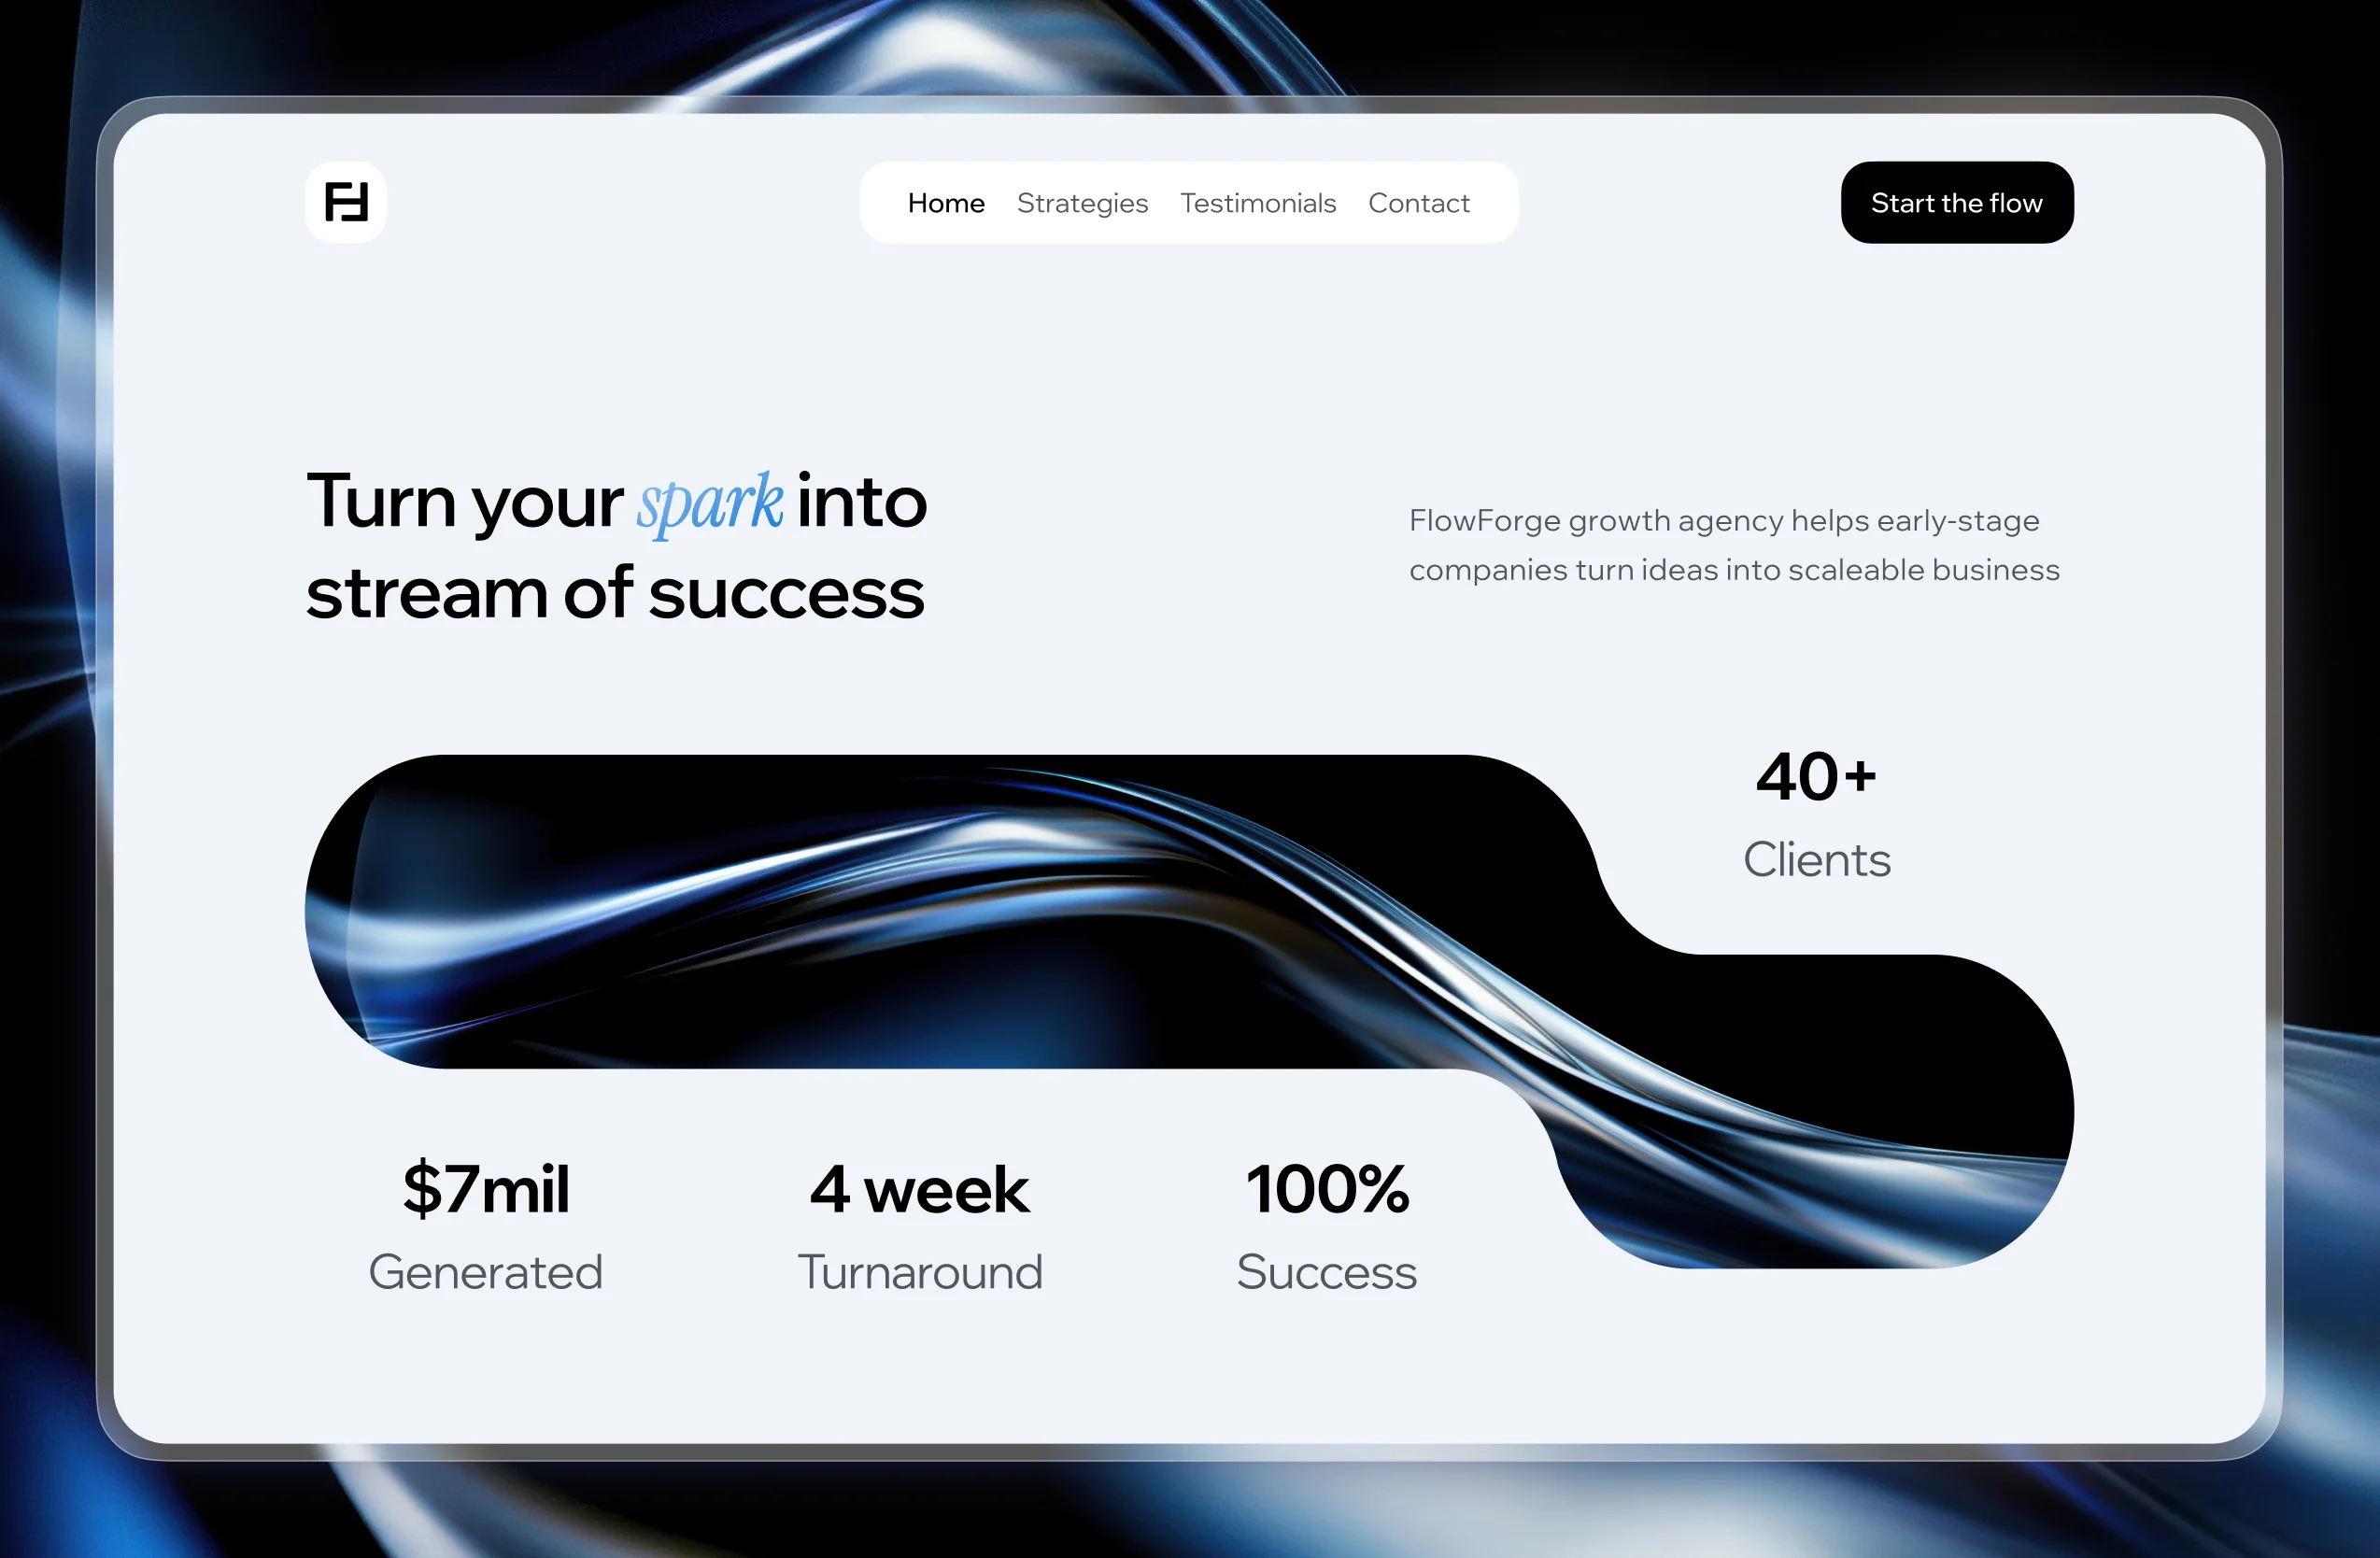 Home Strategies Testimonials Contact
Start the flow
Turn your spark into
stream of success
FlowForge growth agency helps early-stage
companies turn ideas into scaleable business
40+
Clients
$7mil
Generated
4 week
Turnaround
100%
Success